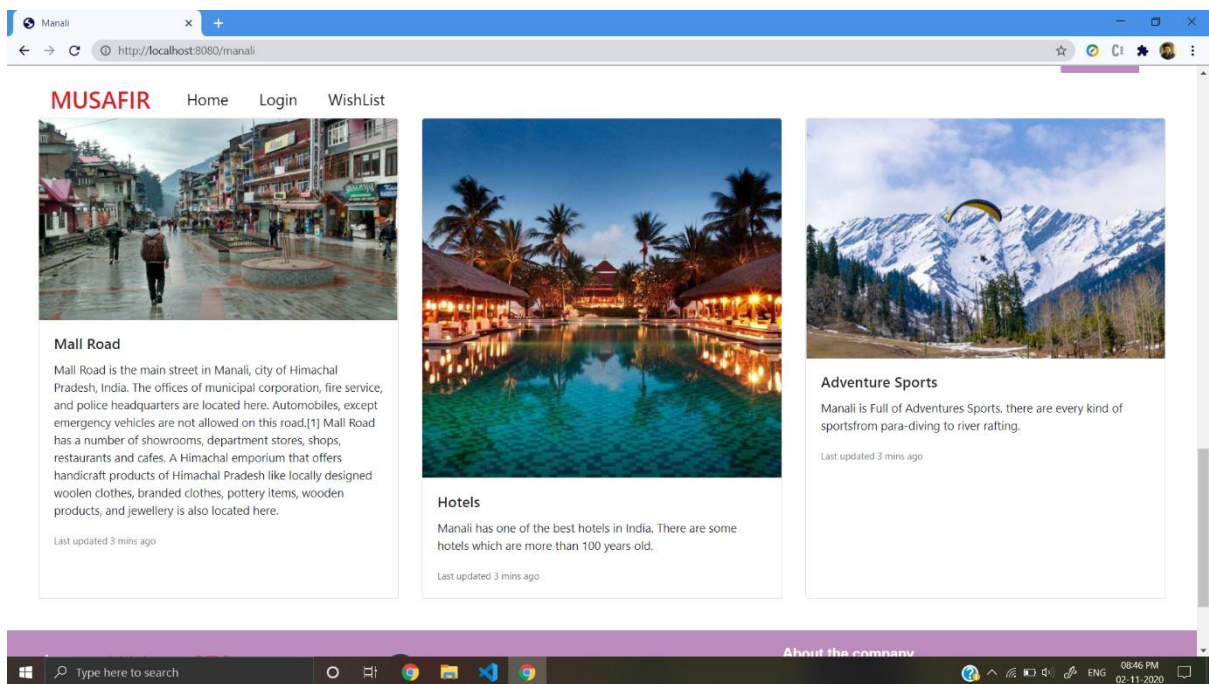 Manali
http://localhost:8080/manali
MUSAFIR Home Login WishList
Mall Road
Mall Road is the main street in Manali, city of Himachal
Pradesh, India. The offices of municipal corporation, fire service,
and police headquarters are located here. Automobiles, except
emergency vehicles are not allowed on this road.[1] Mall Road
has a number of showrooms, department stores, shops,
restaurants and cafes. A Himachal emporium that offers
handicraft products of Himachal Pradesh like locally designed
woolen clothes, branded clothes, pottery items, wooden
products, and jewellery is also located here.
Last updated 3 mins ago
Hotels
Manali has one of the best hotels in India. There are some
hotels which are more than 100 years old.
Last updated 3 mins ago
Adventure Sports
Manali is Full of Adventures Sports. there are every kind of
sportsfrom para-diving to river rafting.
Last updated 3 mins ago
About the company
Type here to search
ENG
08:46 PM
02-11-2020